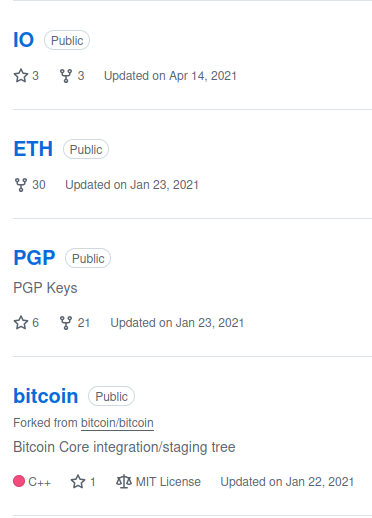 IO Public
3 3 Updated on Apr 14, 2021
ETH Public
30 Updated on Jan 23, 2021
PGP Public
PGP Keys
6 21 Updated on Jan 23, 2021
bitcoin Public
Forked from bitcoin/bitcoin
Bitcoin Core integration/staging tree
C++ 1 MIT License Updated on Jan 22, 2021